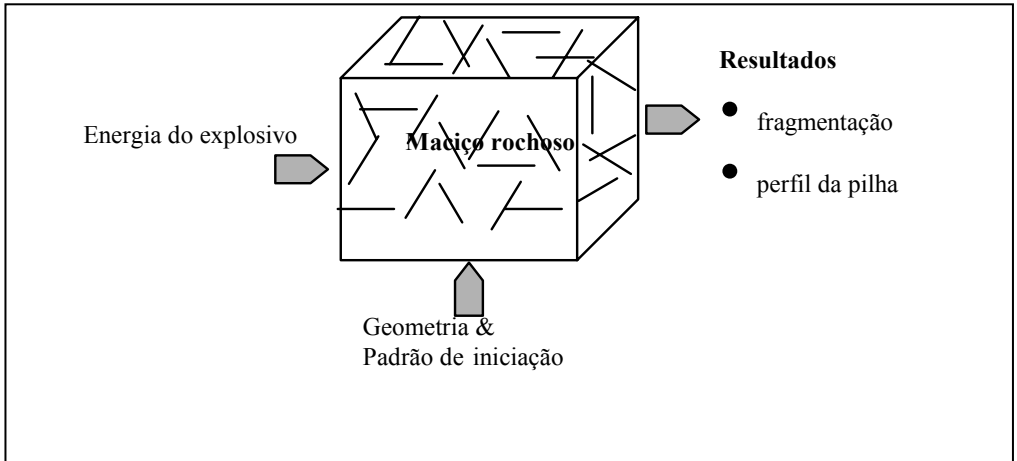 Resultados
● fragmentação
● perfil da pilha
Energia do explosivo
Maciço rochoso
Geometria &
Padrão de iniciação